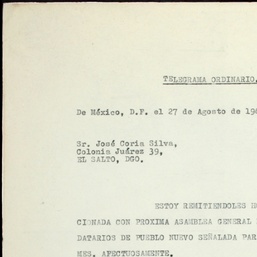 TELEGRAMA ORDINARIO.
De México, D.F. el 27 de Agosto de
Sr. José Coria Silva,
Colonia Juárez 39,
EL SALTO, DGO.
ESTOY REMITIENDOLES
CIONADA CON PROXIMA ASAMBLEA GENERAL
DATARIOS DE PUEBLO NUEVO SEÑALADA PAR
MES. AFECTUOSAMENTE.